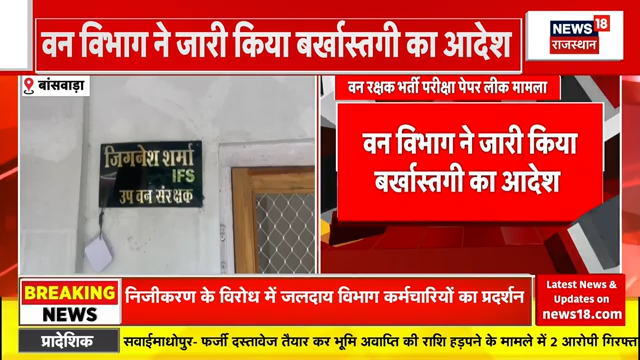 वन विभाग ने जारी किया बर्खास्तगी का आदेश
NEWS 18
राजस्थान
बांसवाड़ा
वन रक्षक भर्ती परीक्षा पेपर लीक मामला
जिगनेश शर्मा
IFS
उप वन संरक्षक
वन विभाग ने जारी किया
बर्खास्तगी का आदेश
BREAKING
NEWS
निजीकरण के विरोध में जलदाय विभाग कर्मचारियों का प्रदर्शन
Latest News &
Updates on
news18.com
प्रादेशिक
सवाईमाधोपुर- फर्जी दस्तावेज तैयार कर भूमि अवाप्ति की राशि हड़पने के मामले में 2 आरोपी गिरफ्त